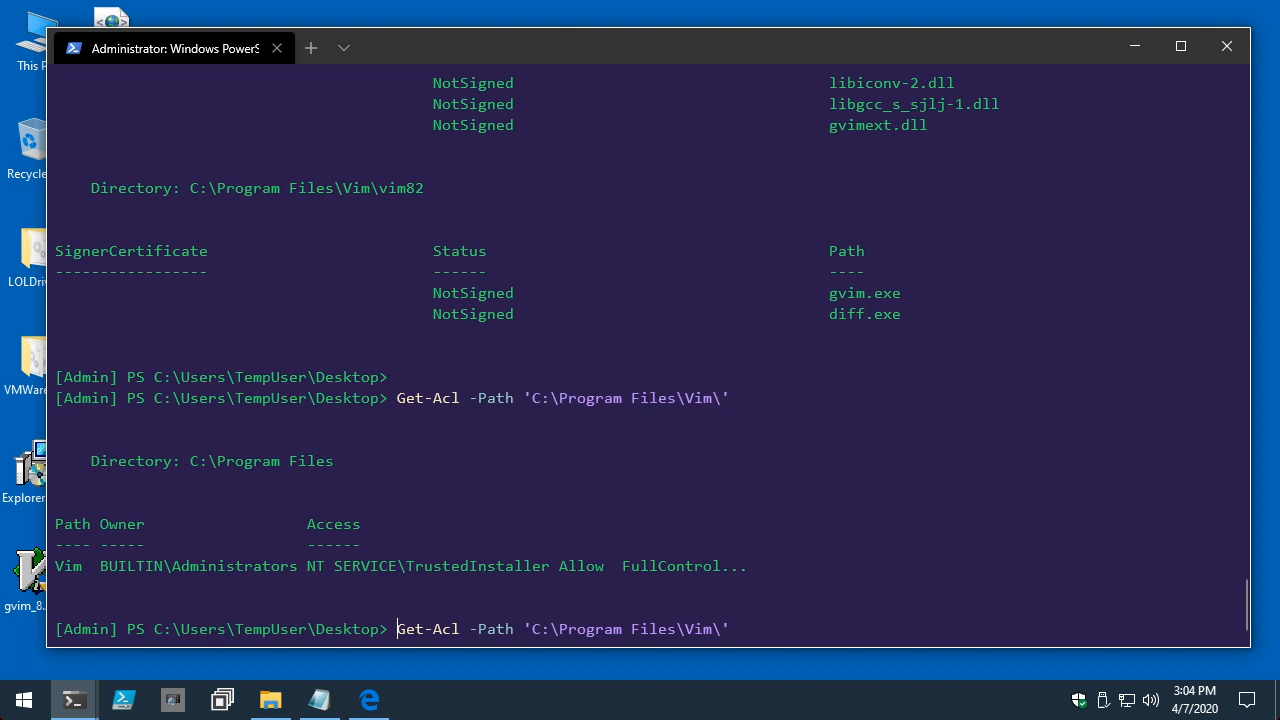 This P
Recycle
LOLDriv
VMWare
Explorer
gvim_8.
Administrator: Windows PowerS
NotSigned libiconv-2.dll
NotSigned libgcc_s_sjlj-1.dll
NotSigned gvimext.dll
Directory: C:\Program Files\Vim\vim82
SignerCertificate Status Path
----------------- ------ ----
NotSigned gvim.exe
NotSigned diff.exe
[Admin] PS C:\Users\TempUser\Desktop>
[Admin] PS C:\Users\TempUser\Desktop> Get-Acl -Path 'C:\Program Files\Vim\'
Directory: C:\Program Files
Path Owner Access
---- ----- ------
Vim BUILTIN\Administrators NT SERVICE\TrustedInstaller Allow FullControl...
[Admin] PS C:\Users\TempUser\Desktop> Get-Acl -Path 'C:\Program Files\Vim\'
3:04 PM
4/7/2020